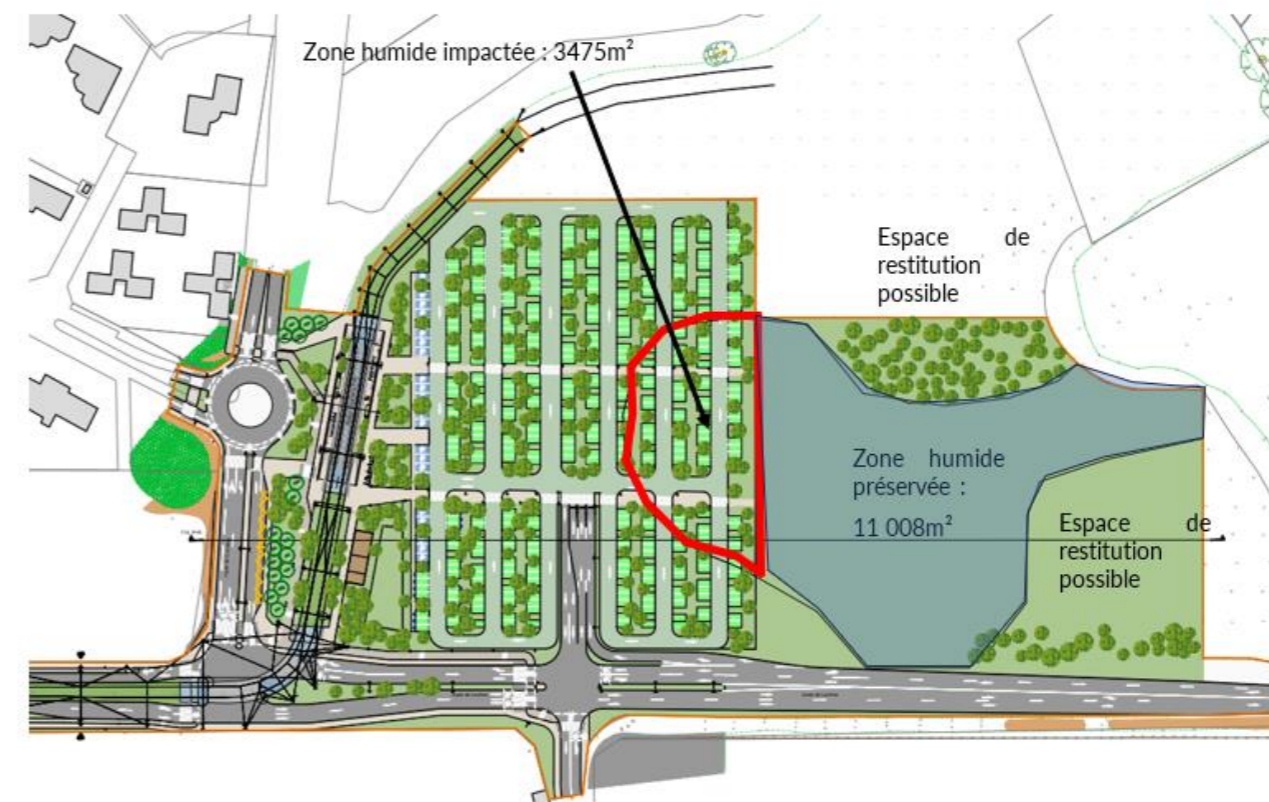 Zone humide impactée : 3475m²
Espace de
restitution
possible
Zone humide
préservée :
11 008m²
Espace de
restitution
possible